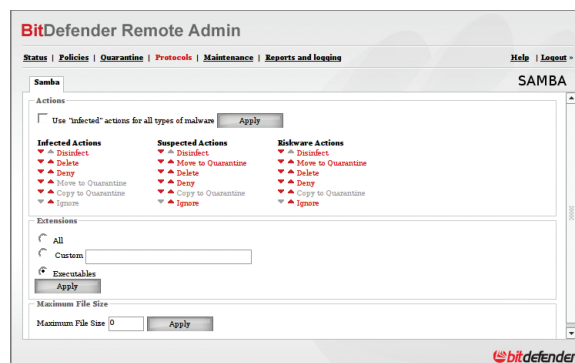 BitDefender Remote Admin
Status | Policies | Quarantine | Protocols | Maintenance | Reports and logging
Help | Logout »
Samba
SAMBA
Actions
Use "infected" actions for all types of malware Apply
Infected Actions Suspected Actions Riskware Actions
Disinfect Disinfect Disinfect
Delete Move to Quarantine Move to Quarantine
Deny Delete Delete
Move to Quarantine Deny Deny
Copy to Quarantine Copy to Quarantine Copy to Quarantine
Ignore Ignore Ignore
Extensions
All
Custom
Executables
Apply
Maximum File Size
Maximum File Size 0 Apply
bitdefender